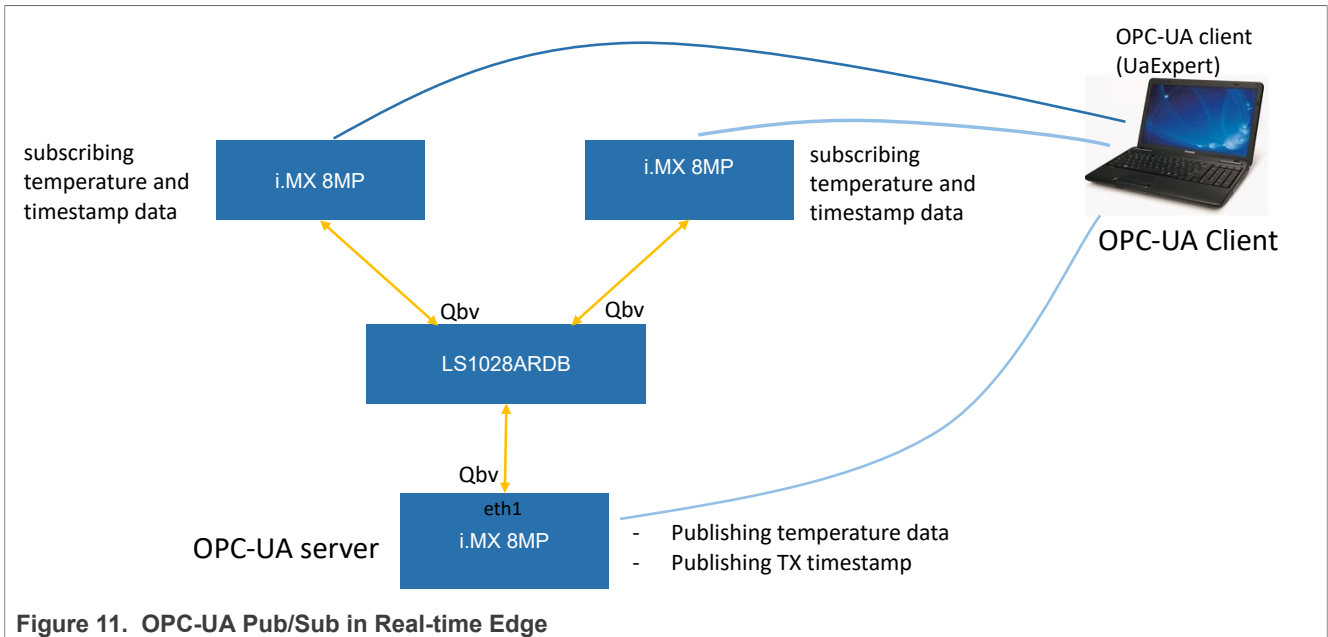 OPC-UA client
(UaExpert)
subscribing
temperature and
timestamp data
i.MX 8MP
i.MX 8MP
subscribing
temperature and
timestamp data
OPC-UA Client
Qbv
Qbv
LS1028ARDB
Qbv
eth1
i.MX 8MP
OPC-UA server
- Publishing temperature data
- Publishing TX timestamp
Figure 11. OPC-UA Pub/Sub in Real-time Edge